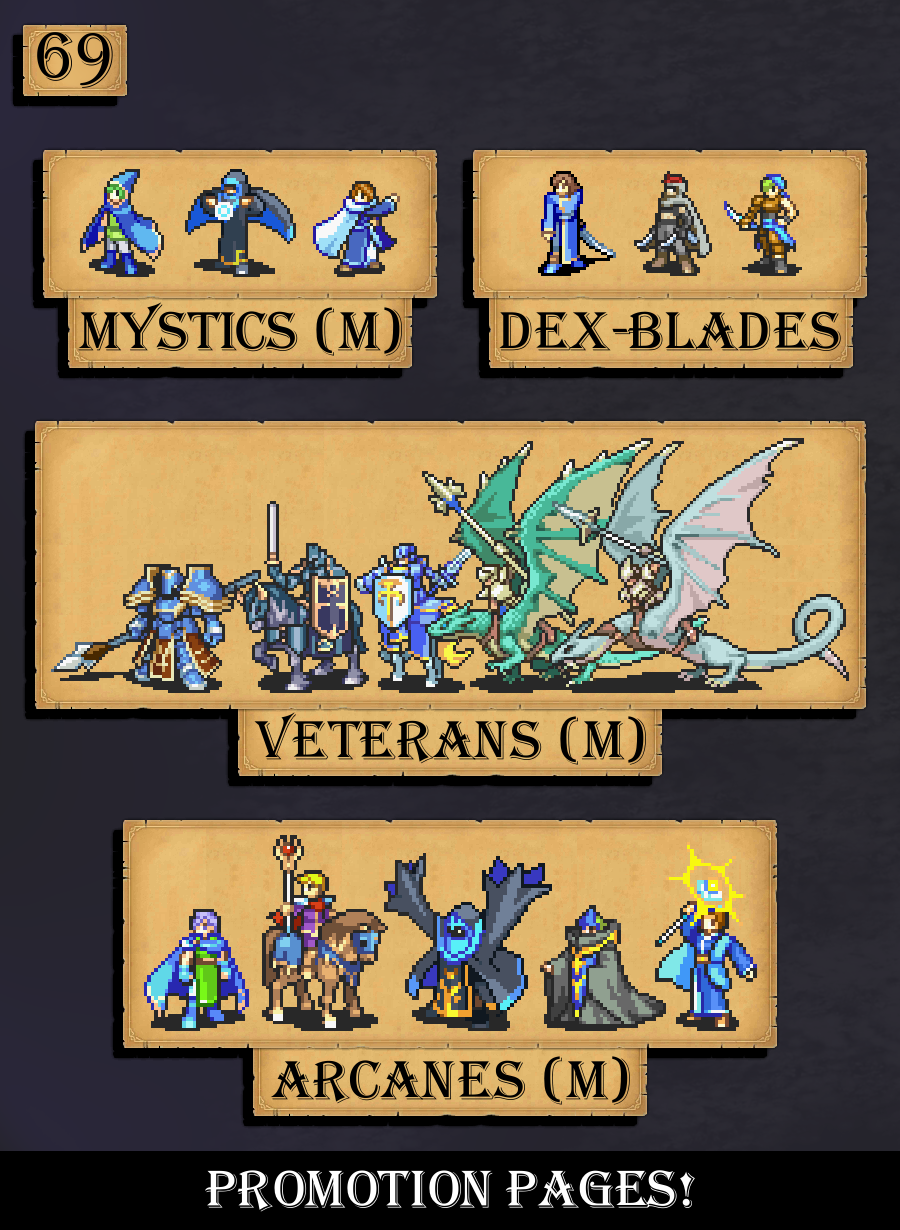 69
MYSTICS (M)
DEX-BLADES
VETERANS (M)
ARCANES (M)
PROMOTION PAGES!